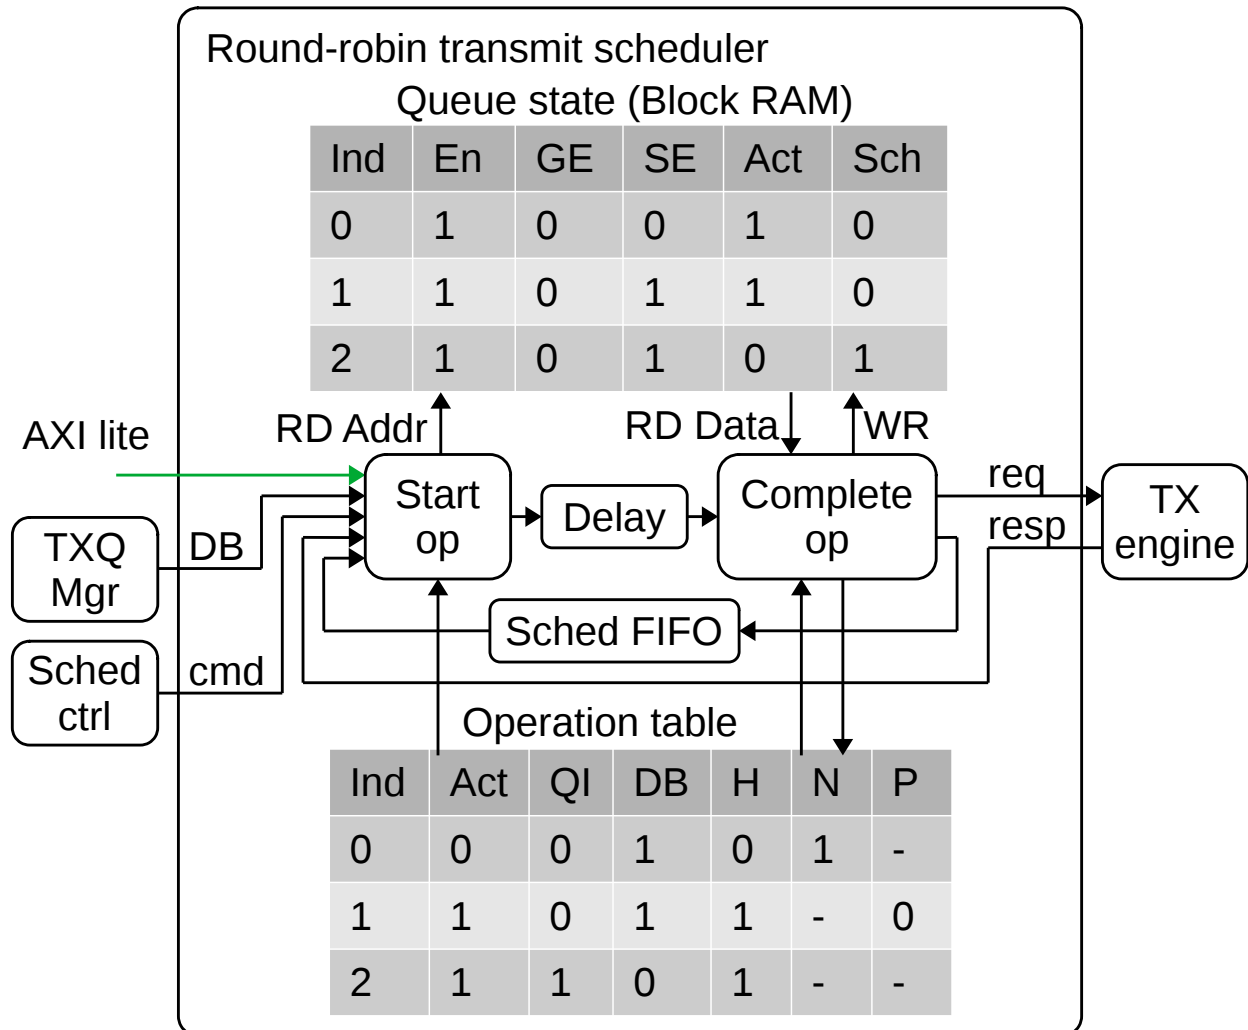 Round-robin transmit scheduler
Queue state (Block RAM)
Ind En GE SE Act Sch
0 1 0 0 1 0
1 1 0 1 1 0
2 1 0 1 0 1
AXI lite
RD Addr
RD Data
WR
Start
op
Delay
Complete
op
req
resp
TX
engine
TXQ
Mgr
DB
Sched FIFO
Sched
ctrl
cmd
Operation table
Ind Act QI DB H N P
0 0 0 1 0 1 -
1 1 0 1 1 - 0
2 1 1 0 1 - -